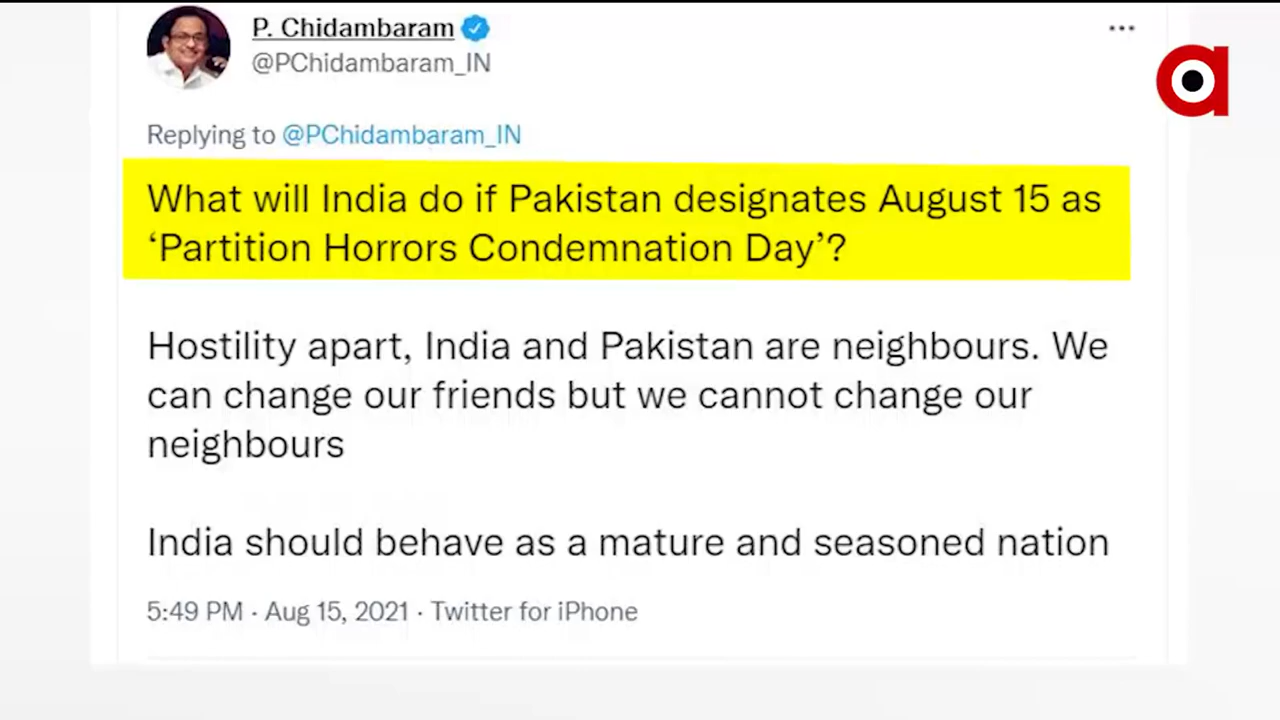 P. Chidambaram
@PChidambaram_IN
Replying to @PChidambaram_IN
What will India do if Pakistan designates August 15 as
‘Partition Horrors Condemnation Day’?
Hostility apart, India and Pakistan are neighbours. We
can change our friends but we cannot change our
neighbours
India should behave as a mature and seasoned nation
5:49 PM · Aug 15, 2021 · Twitter for iPhone